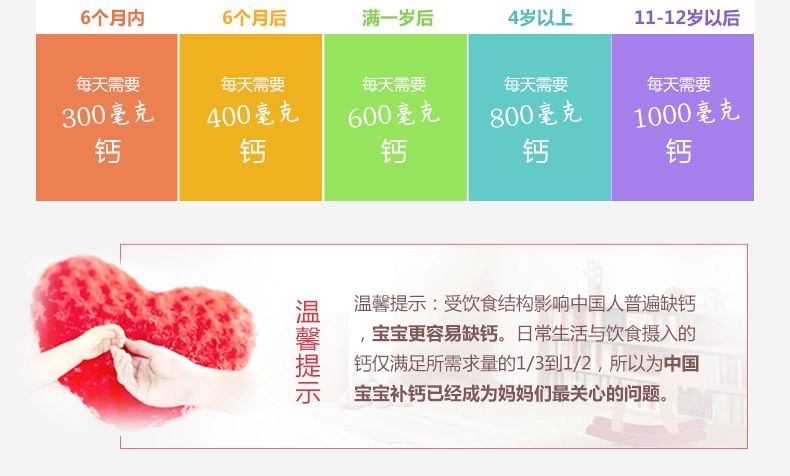 6个月内 6个月后 满一岁后 4岁以上 11-12岁以后
每天需要 每天需要 每天需要 每天需要 每天需要
300毫克 400毫克 600毫克 800毫克 1000毫克
钙 钙 钙 钙 钙
温馨提示
温馨提示：受饮食结构影响中国人普遍缺钙
，宝宝更容易缺钙。日常生活与饮食摄入的
钙仅满足所需求量的1/3到1/2，所以为中国
宝宝补钙已经成为妈妈们最关心的问题。